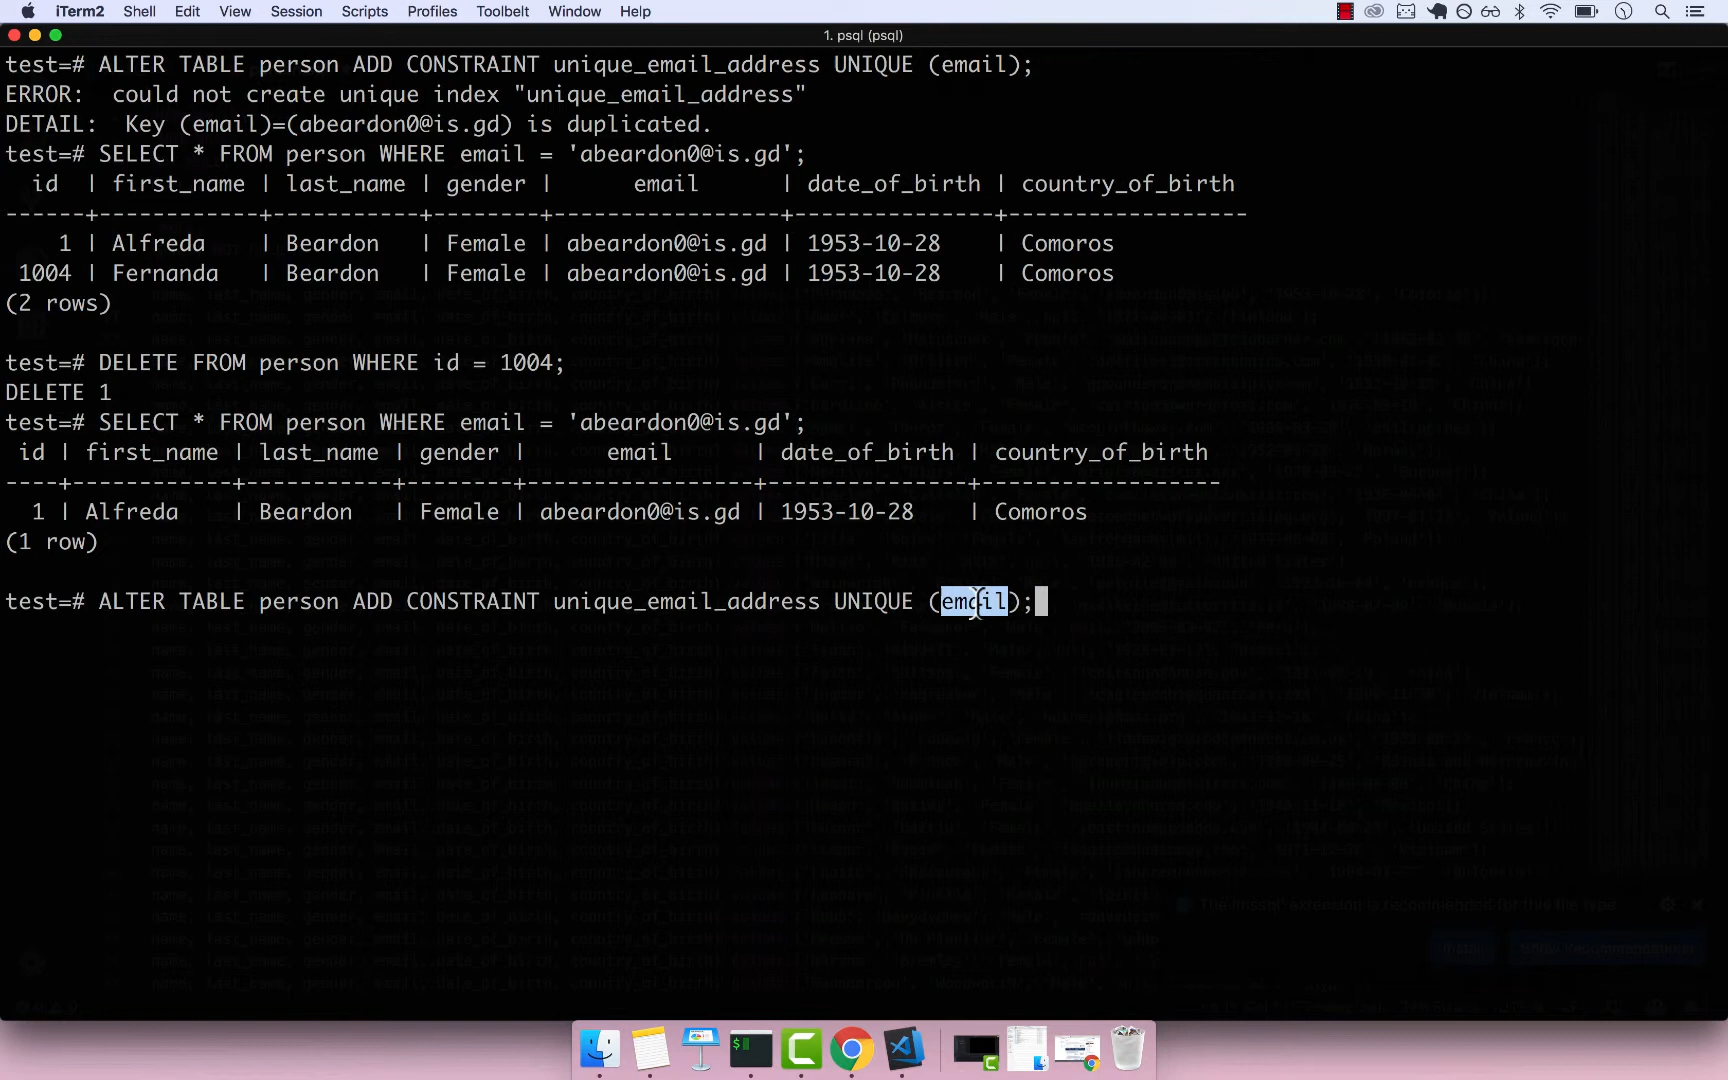 iTerm2 Shell Edit View Session Scripts Profiles Toolbelt Window Help
1. psql (psql)
test=# ALTER TABLE person ADD CONSTRAINT unique_email_address UNIQUE (email);
ERROR:  could not create unique index "unique_email_address"
DETAIL:  Key (email)=(abeardon0@is.gd) is duplicated.
test=# SELECT * FROM person WHERE email = 'abeardon0@is.gd';
  id  | first_name | last_name | gender |      email      | date_of_birth | country_of_birth
------+------------+-----------+--------+-----------------+---------------+------------------
    1 | Alfreda    | Beardon   | Female | abeardon0@is.gd | 1953-10-28    | Comoros
 1004 | Fernanda   | Beardon   | Female | abeardon0@is.gd | 1953-10-28    | Comoros
(2 rows)
test=# DELETE FROM person WHERE id = 1004;
DELETE 1
test=# SELECT * FROM person WHERE email = 'abeardon0@is.gd';
 id | first_name | last_name | gender |      email      | date_of_birth | country_of_birth
----+------------+-----------+--------+-----------------+---------------+------------------
  1 | Alfreda    | Beardon   | Female | abeardon0@is.gd | 1953-10-28    | Comoros
(1 row)
test=# ALTER TABLE person ADD CONSTRAINT unique_email_address UNIQUE (email);